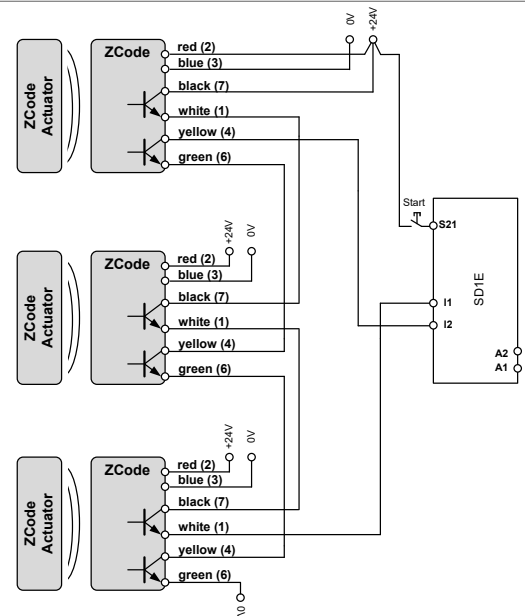 ZCode
Actuator
ZCode
red (2)
blue (3)
black (7)
white (1)
yellow (4)
green (6)
0V
+24V
Start
S21
SD1E
I1
I2
A2
A1
ZCode
Actuator
ZCode
+24V
0V
red (2)
blue (3)
black (7)
white (1)
yellow (4)
green (6)
ZCode
Actuator
ZCode
+24V
0V
red (2)
blue (3)
black (7)
white (1)
yellow (4)
green (6)